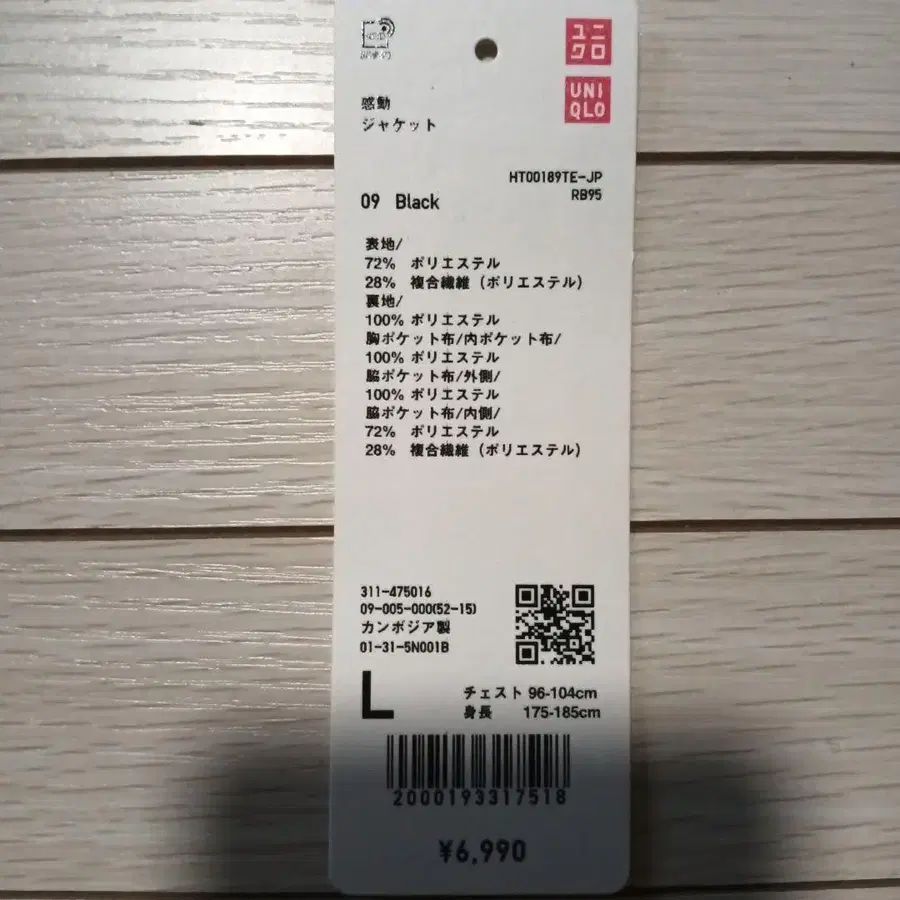 ユニ
クロ
UNI
QLO
感動
ジャケット
HT00189TE-JP
RB95
09 Black
表地/
72% ポリエステル
28% 複合繊維（ポリエステル）
裏地/
100% ポリエステル
胸ポケット布/内ポケット布/
100% ポリエステル
脇ポケット布/外側/
100% ポリエステル
脇ポケット布/内側/
72% ポリエステル
28% 複合繊維（ポリエステル）
311-475016
09-005-000(52-15)
カンボジア製
01-31-5N001B
L
チェスト 96-104cm
身長 175-185cm
2000193317518
¥6,990